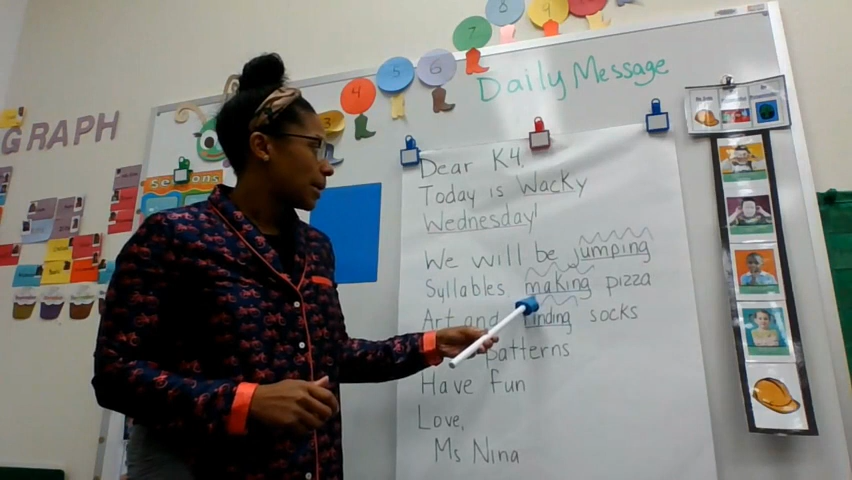 GRAPH
3
4
5
6
7
8
9
Daily Message
Dear K4,
Today is Wacky
Wednesday!
We will be jumping
Syllables, making pizza
Art and finding socks
patterns
Have fun
Love,
Ms Nina